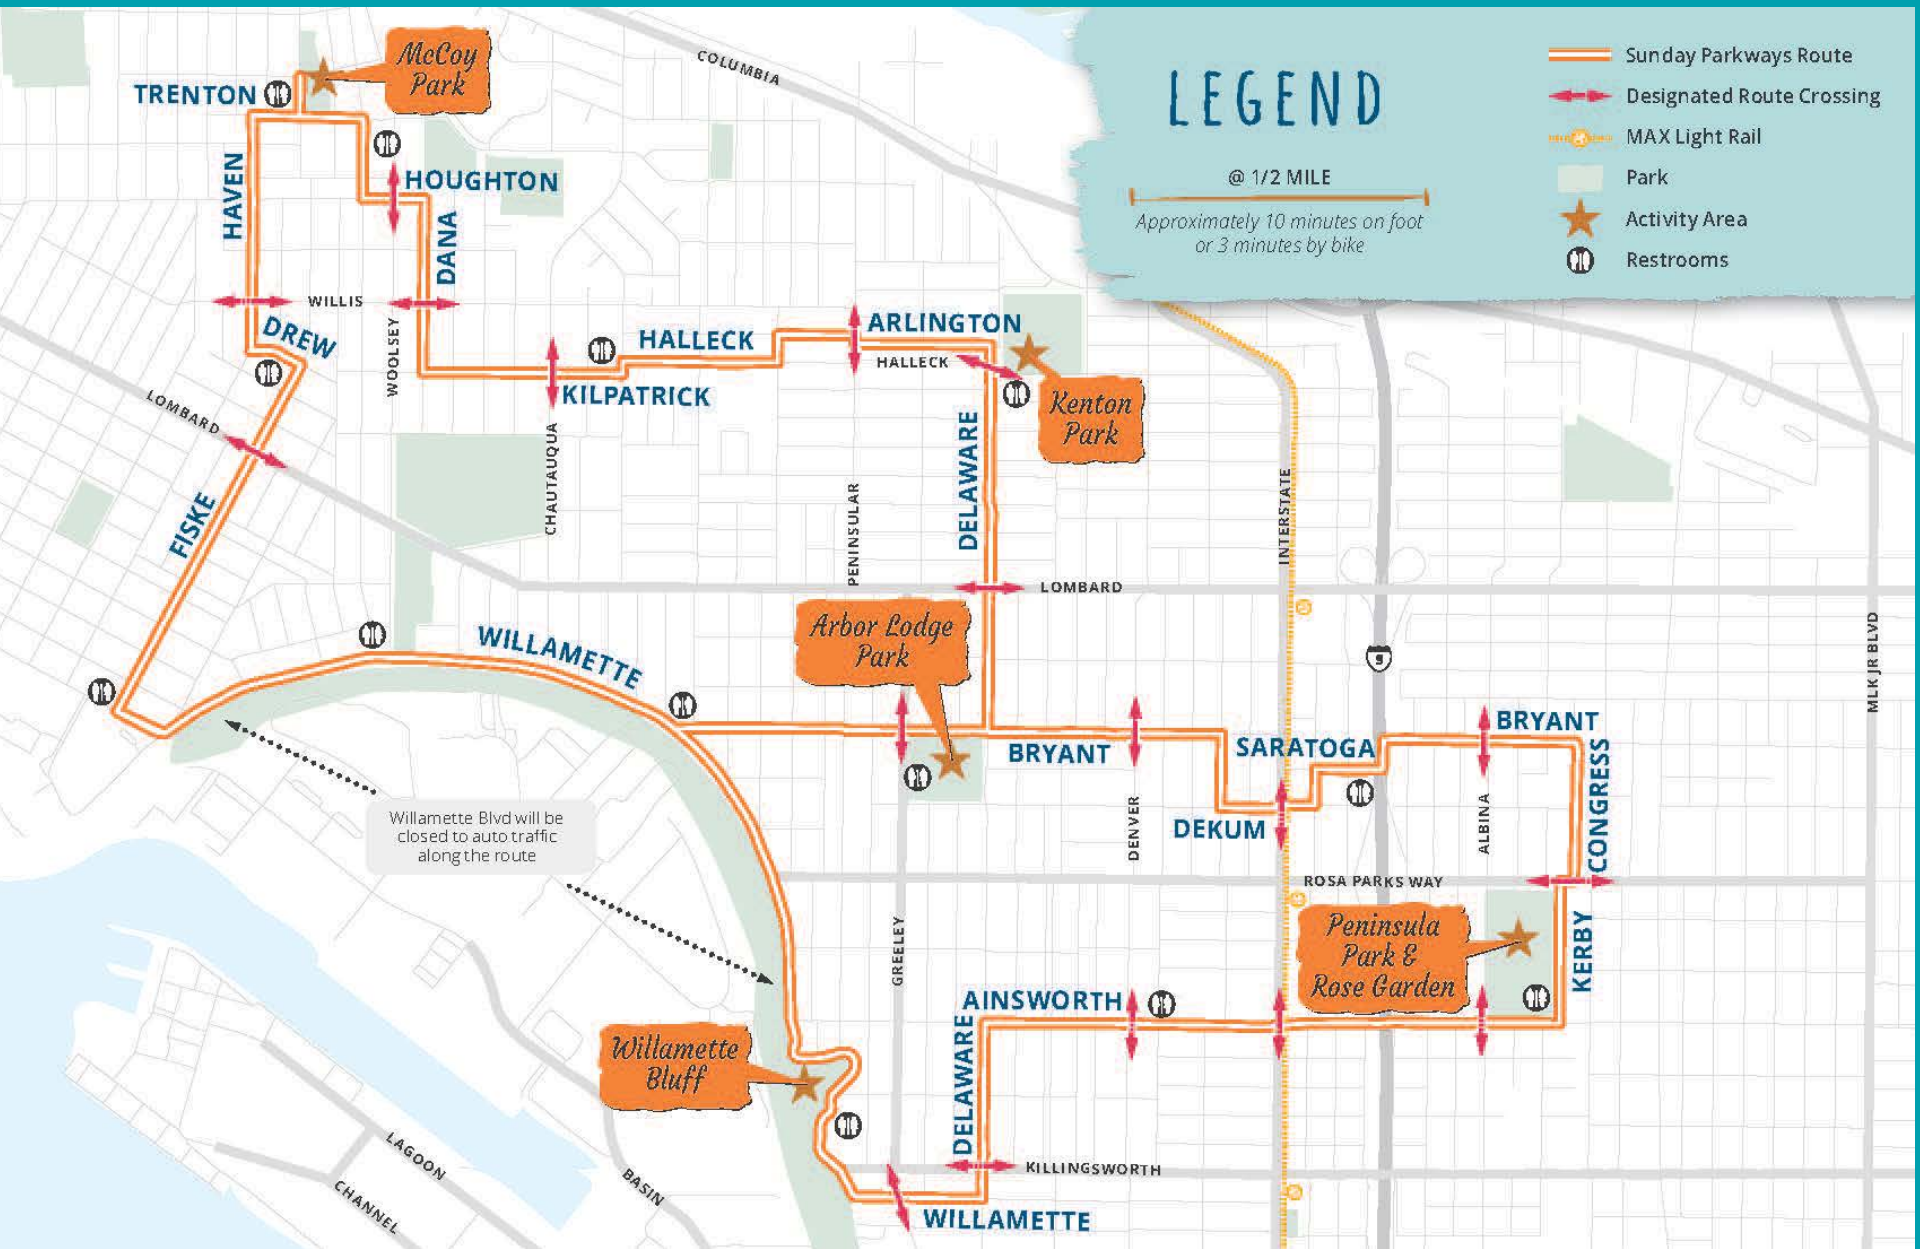 McCoy
Park
COLUMBIA
TRENTON
LEGEND
@ 1/2 MILE
Approximately 10 minutes on foot
or 3 minutes by bike
Sunday Parkways Route
Designated Route Crossing
MAX Light Rail
Park
Activity Area
Restrooms
HAVEN
HOUGHTON
DANA
WILLIS
DREW
WOOLSEY
HALLECK
ARLINGTON
HALLECK
KILPATRICK
Kenton
Park
LOMBARD
CHAUTAUQUA
DELAWARE
PENINSULAR
INTERSTATE
FISKE
LOMBARD
Arbor Lodge
Park
WILLAMETTE
5
MLK JR BLVD
BRYANT
SARATOGA
BRYANT
CONGRESS
DENVER
DEKUM
ALBINA
Willamette Blvd will be
closed to auto traffic
along the route
ROSA PARKS WAY
Peninsula
Park &
Rose Garden
KERBY
GREELEY
AINSWORTH
DELAWARE
Willamette
Bluff
KILLINGSWORTH
WILLAMETTE
LAGOON
CHANNEL
BASIN